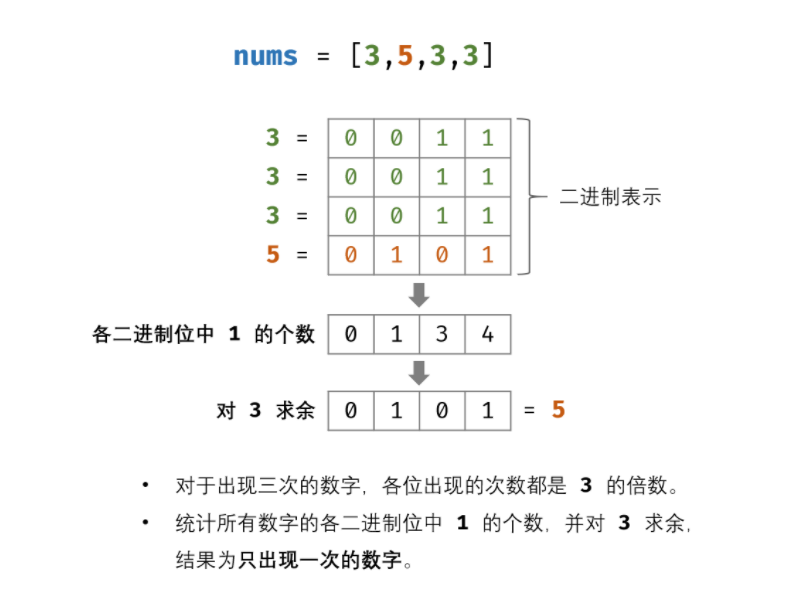 nums = [3,5,3,3]
3 = 0 0 1 1
3 = 0 0 1 1
二进制表示
3 = 0 0 1 1
5 = 0 1 0 1
各二进制位中 1 的个数 0 1 3 4
对 3 求余 0 1 0 1 = 5
• 对于出现三次的数字，各位出现的次数都是 3 的倍数。
• 统计所有数字的各二进制位中 1 的个数，并对 3 求余，
结果为只出现一次的数字。